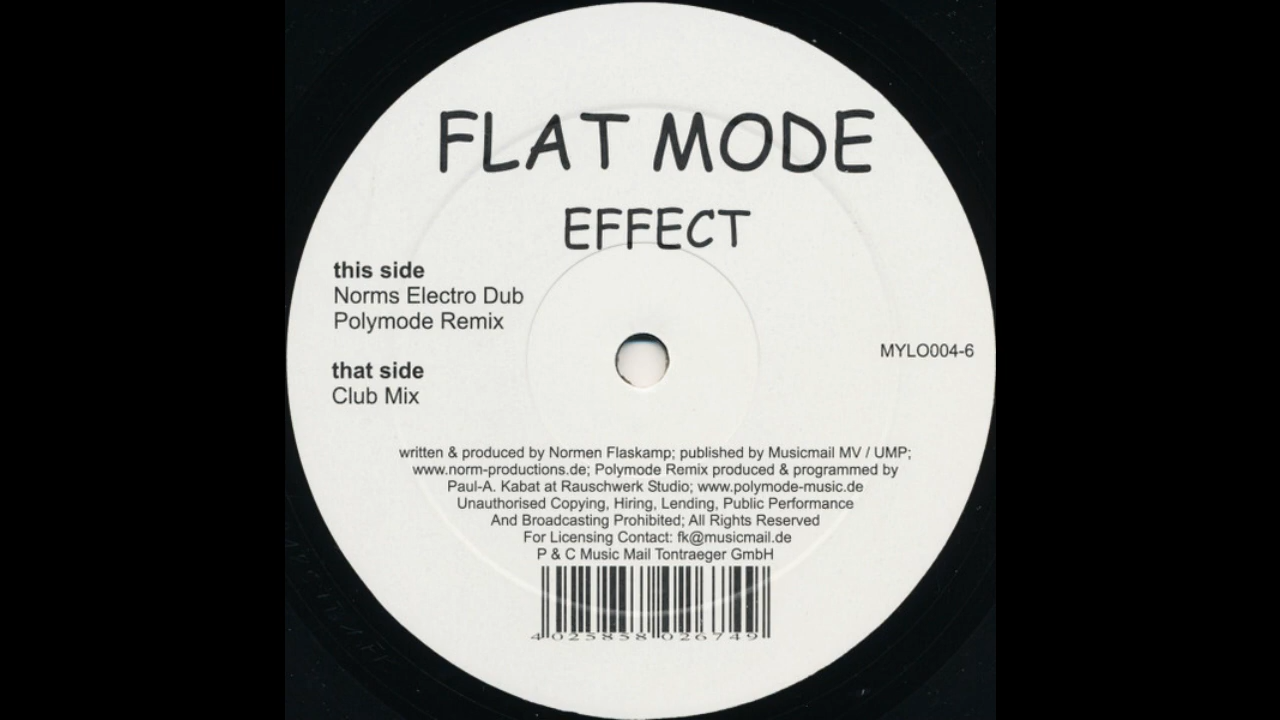 FLAT MODE
EFFECT
this side
Norms Electro Dub
Polymode Remix
MYLO004-6
that side
Club Mix
written & produced by Normen Flaskamp; published by Musicmail MV / UMP;
www.norm-productions.de; Polymode Remix produced & programmed by
Paul-A. Kabat at Rauschwerk Studio; www.polymode-music.de
Unauthorised Copying, Hiring, Lending, Public Performance
And Broadcasting Prohibited; All Rights Reserved
For Licensing Contact: fk@musicmail.de
P & C Music Mail Tontraeger GmbH
4 025858 026749